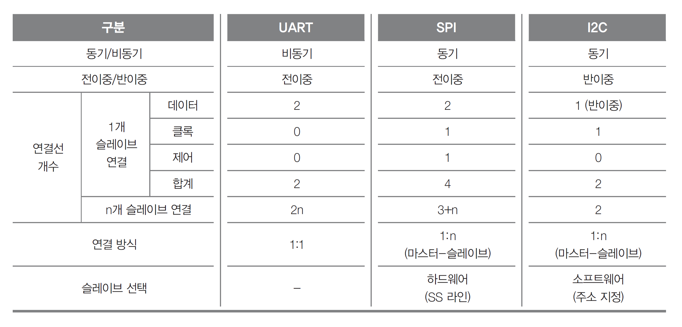 구분 UART SPI I2C
동기/비동기 비동기 동기 동기
전이중/반이중 전이중 전이중 반이중
연결선 개수 1개 슬레이브 연결 데이터 2 2 1 (반이중)
클록 0 1 1
제어 0 1 0
합계 2 4 2
n개 슬레이브 연결 2n 3+n 2
연결 방식 1:1 1:n (마스터-슬레이브) 1:n (마스터-슬레이브)
슬레이브 선택 – 하드웨어 (SS 라인) 소프트웨어 (주소 지정)